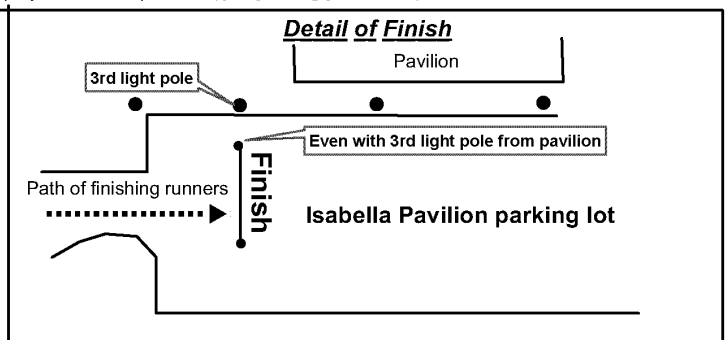 Detail of Finish
Pavilion
3rd light pole
Even with 3rd light pole from pavilion
Path of finishing runners
Finish
Isabella Pavilion parking lot